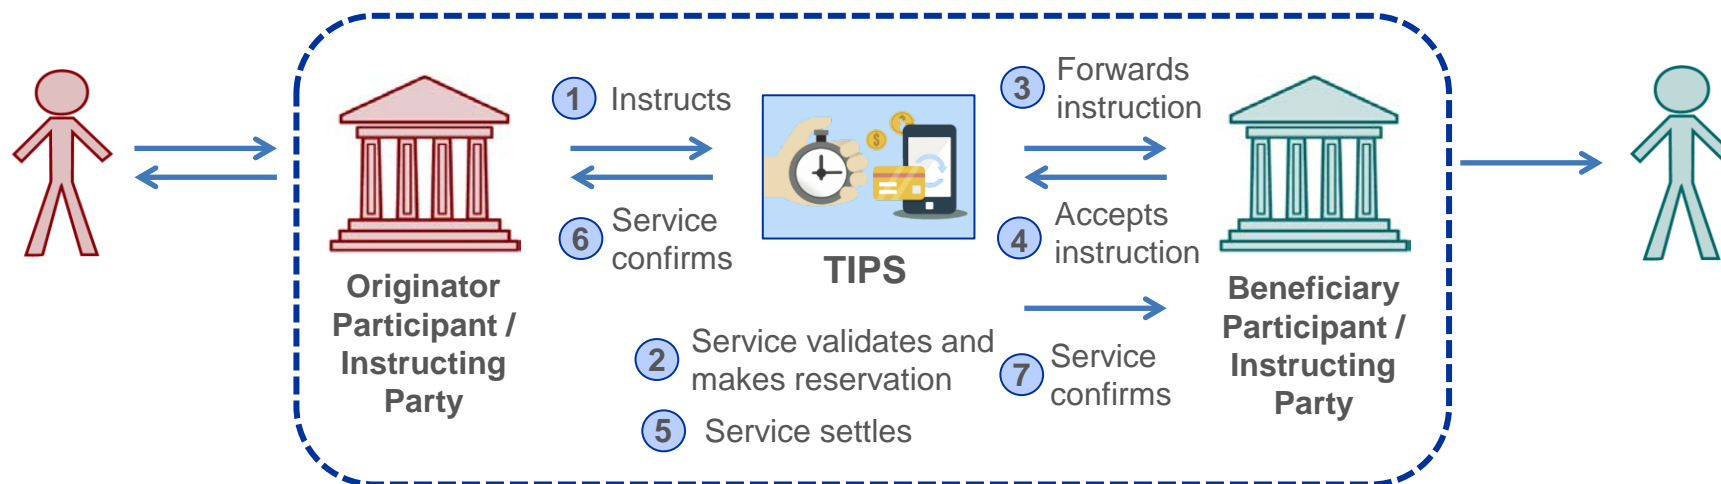 1 Instructs
6 Service
confirms
Originator
Participant /
Instructing
Party
TIPS
2 Service validates and
makes reservation
5 Service settles
3 Forwards
instruction
4 Accepts
instruction
7 Service
confirms
Beneficiary
Participant /
Instructing
Party